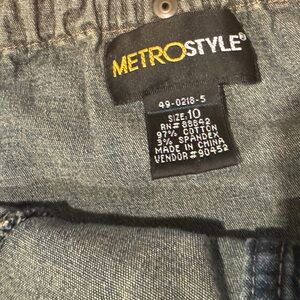 METROSTYLE®
49-0218-5
SIZE 10
RN# 88642
97% COTTON
3% SPANDEX
MADE IN CHINA
VENDOR #90452